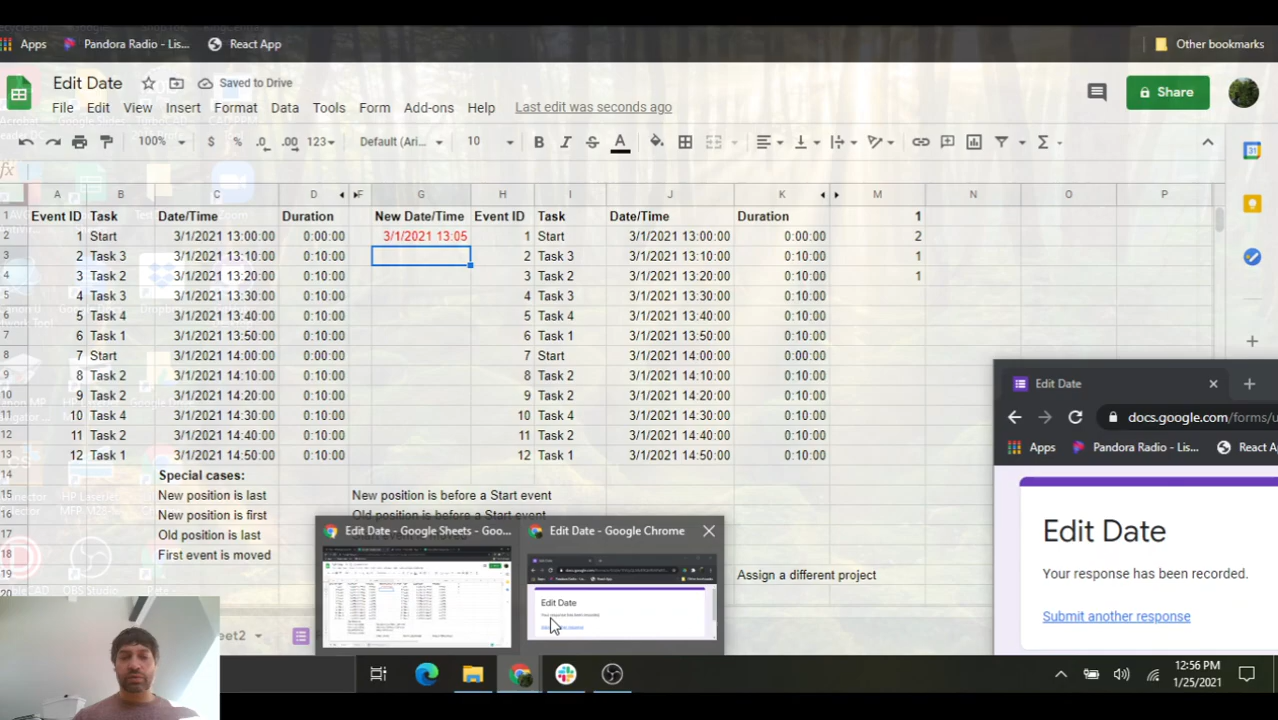 Apps Pandora Radio - Lis... React App Other bookmarks
Edit Date Saved to Drive
File Edit View Insert Format Data Tools Form Add-ons Help Last edit was seconds ago Share
100% $ % .0 .00 123 Default (Ari... 10 B I S A
fx
A B C D F G H I J K M N O P
1 Event ID Task Date/Time Duration New Date/Time Event ID Task Date/Time Duration 1
2 1 Start 3/1/2021 13:00:00 0:00:00 3/1/2021 13:05 1 Start 3/1/2021 13:00:00 0:00:00 2
3 2 Task 3 3/1/2021 13:10:00 0:10:00 2 Task 3 3/1/2021 13:10:00 0:10:00 1
4 3 Task 2 3/1/2021 13:20:00 0:10:00 3 Task 2 3/1/2021 13:20:00 0:10:00 1
5 4 Task 3 3/1/2021 13:30:00 0:10:00 4 Task 3 3/1/2021 13:30:00 0:10:00
6 5 Task 4 3/1/2021 13:40:00 0:10:00 5 Task 4 3/1/2021 13:40:00 0:10:00
7 6 Task 1 3/1/2021 13:50:00 0:10:00 6 Task 1 3/1/2021 13:50:00 0:10:00
8 7 Start 3/1/2021 14:00:00 0:00:00 7 Start 3/1/2021 14:00:00 0:00:00
9 8 Task 2 3/1/2021 14:10:00 0:10:00 8 Task 2 3/1/2021 14:10:00 0:10:00
10 9 Task 2 3/1/2021 14:20:00 0:10:00 9 Task 2 3/1/2021 14:20:00 0:10:00
11 10 Task 4 3/1/2021 14:30:00 0:10:00 10 Task 4 3/1/2021 14:30:00 0:10:00
12 11 Task 2 3/1/2021 14:40:00 0:10:00 11 Task 2 3/1/2021 14:40:00 0:10:00
13 12 Task 1 3/1/2021 14:50:00 0:10:00 12 Task 1 3/1/2021 14:50:00 0:10:00
14 Special cases:
15 New position is last New position is before a Start event
16 New position is first Old position is before a Start event
17 Old position is last
18 First event is moved
19 Assign a different project
20
Edit Date - Google Sheets - Goo... Edit Date - Google Chrome
Edit Date
Your response has been recorded.
Edit Date
docs.google.com/forms/u
Apps Pandora Radio - Lis... React Ap
Edit Date
Your response has been recorded.
Submit another response
12:56 PM
1/25/2021